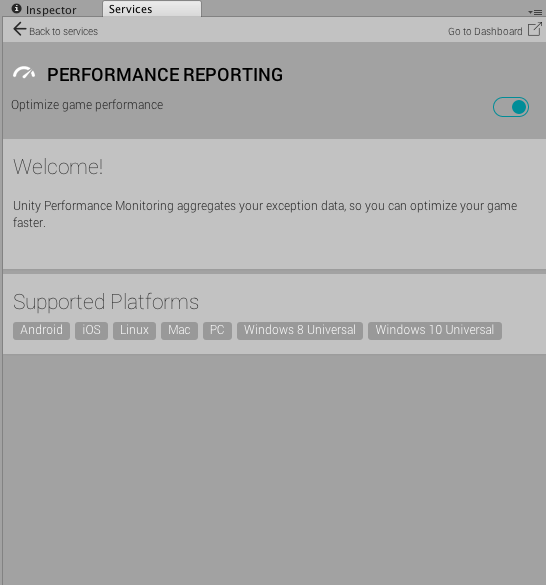 Inspector
Services
Back to services
Go to Dashboard
PERFORMANCE REPORTING
Optimize game performance
Welcome!
Unity Performance Monitoring aggregates your exception data, so you can optimize your game
faster.
Supported Platforms
Android iOS Linux Mac PC Windows 8 Universal Windows 10 Universal